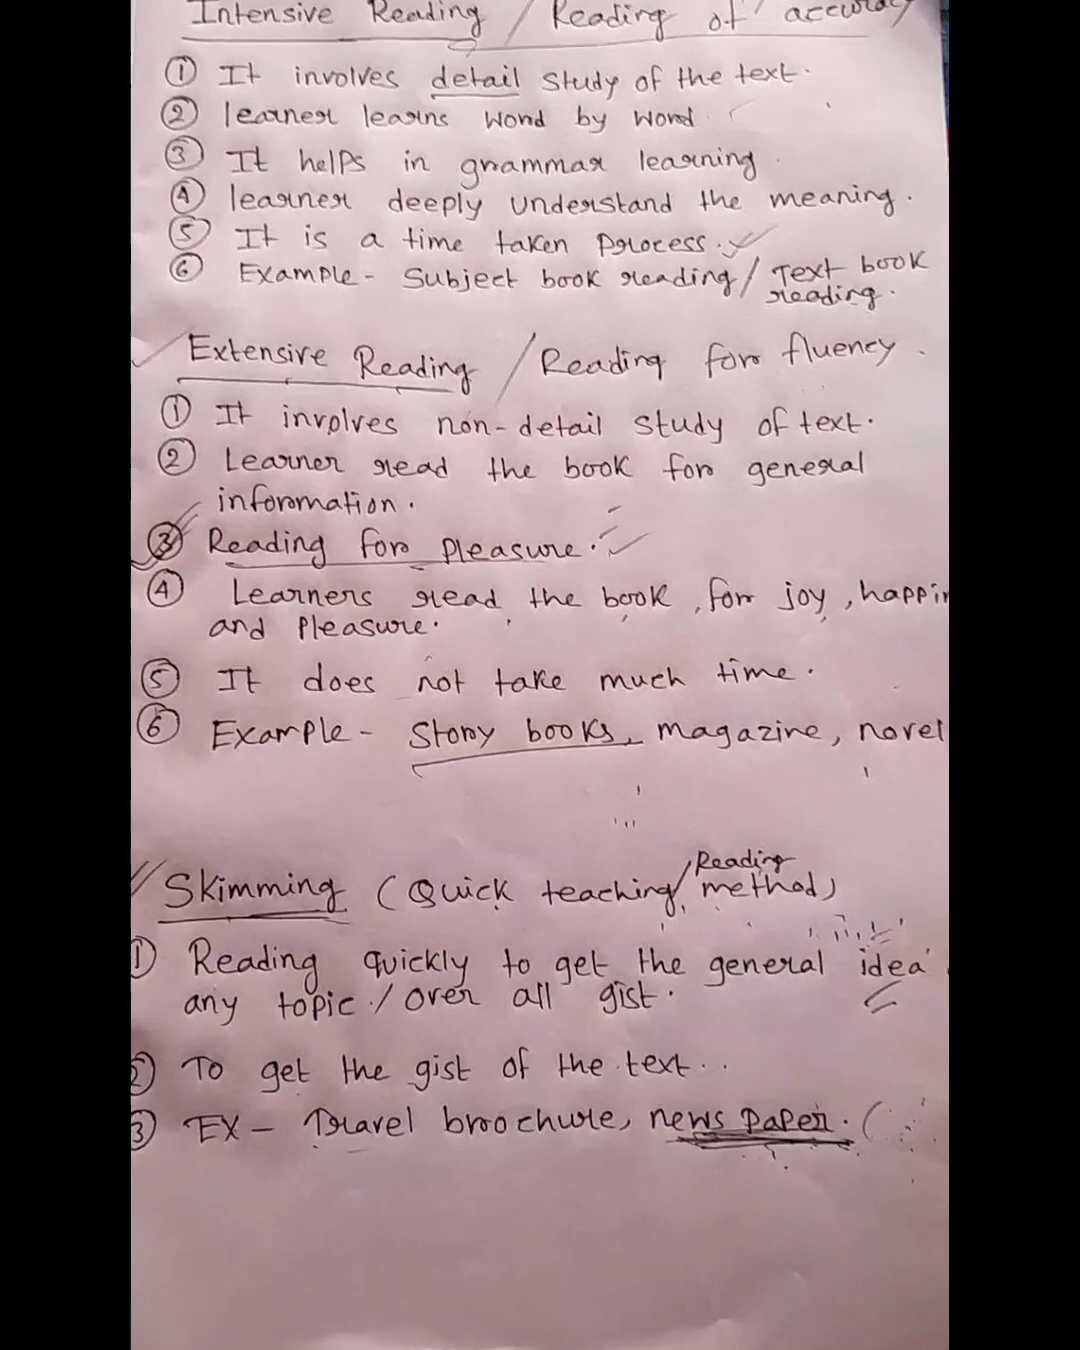 Intensive Reading / Reading of accuracy
① It involves detail study of the text.
② learner learns word by word
③ It helps in grammar learning
④ learner deeply understand the meaning.
⑤ It is a time taken process.
⑥ Example - Subject book reading / Text book
reading.
Extensive Reading / Reading for fluency.
① It involves non-detail study of text.
② Learner read the book for general
information.
③ Reading for pleasure.
④ Learners read the book, for joy, happin
and pleasure.
⑤ It does not take much time.
⑥ Example - Story books, magazine, novel
Reading
Skimming (Quick teaching/ method)
① Reading quickly to get the general idea
any topic. / over all gist.
② To get the gist of the text..
③ EX - Travel brochure, news paper. (